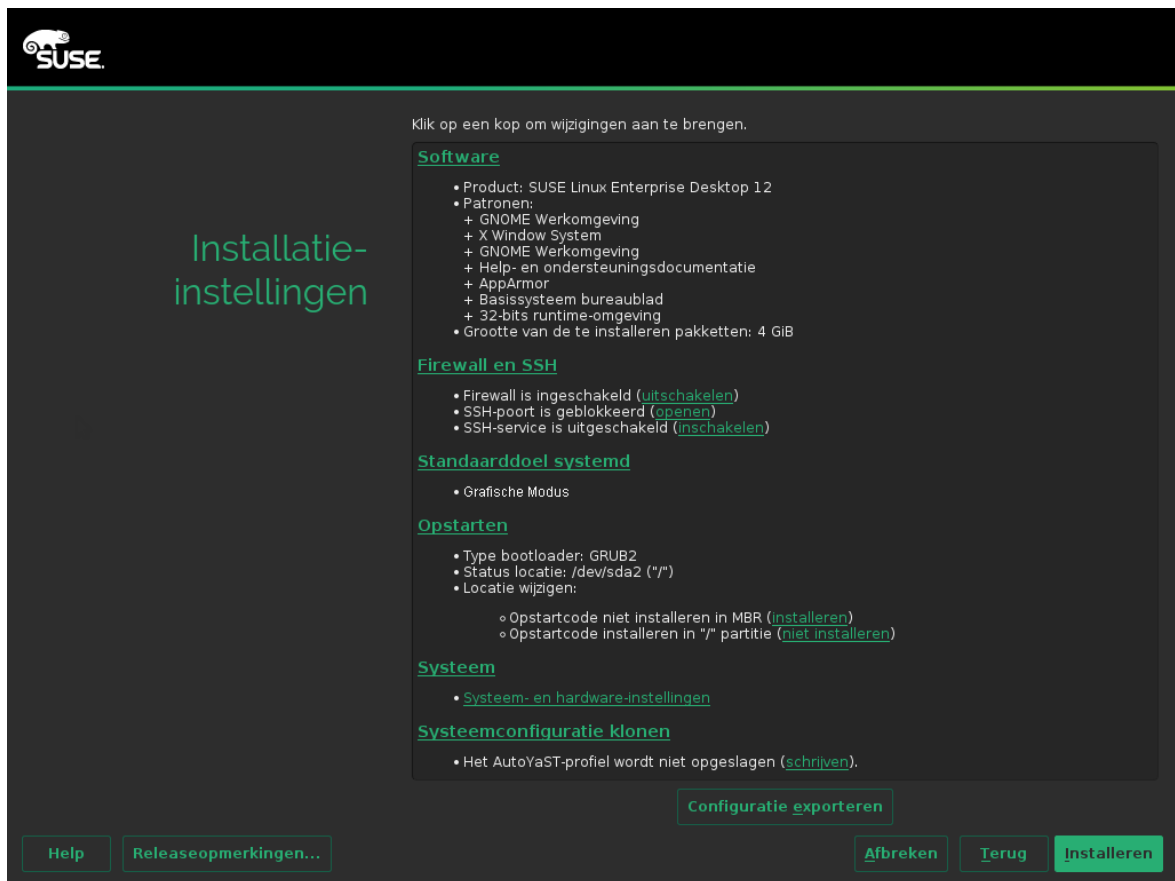 SUSE.
Klik op een kop om wijzigingen aan te brengen.
Installatie-
instellingen
Software
• Product: SUSE Linux Enterprise Desktop 12
• Patronen:
+ GNOME Werkomgeving
+ X Window System
+ GNOME Werkomgeving
+ Help- en ondersteuningsdocumentatie
+ AppArmor
+ Basissysteem bureaublad
+ 32-bits runtime-omgeving
• Grootte van de te installeren pakketten: 4 GiB
Firewall en SSH
• Firewall is ingeschakeld (uitschakelen)
• SSH-poort is geblokkeerd (openen)
• SSH-service is uitgeschakeld (inschakelen)
Standaarddoel systemd
• Grafische Modus
Opstarten
• Type bootloader: GRUB2
• Status locatie: /dev/sda2 ("/")
• Locatie wijzigen:
◦ Opstartcode niet installeren in MBR (installeren)
◦ Opstartcode installeren in "/" partitie (niet installeren)
Systeem
• Systeem- en hardware-instellingen
Systeemconfiguratie klonen
• Het AutoYaST-profiel wordt niet opgeslagen (schrijven).
Configuratie exporteren
Help Releaseopmerkingen... Afbreken Terug Installeren